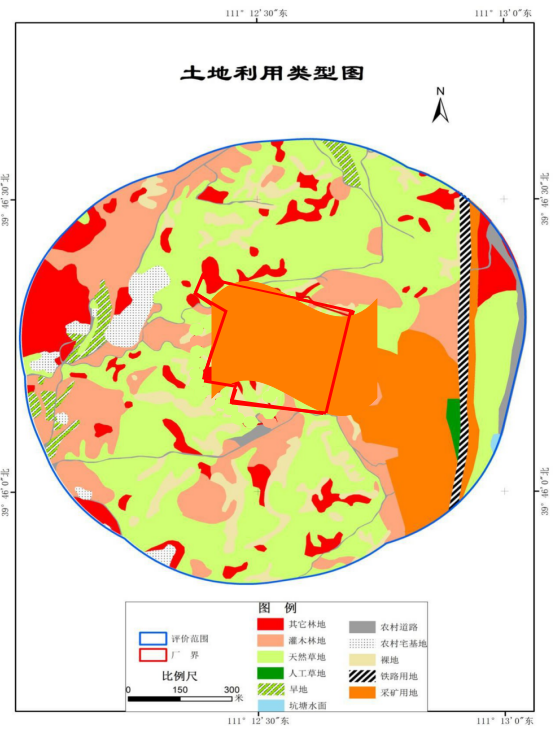 111° 12'30"东 111° 13'0"东
土地利用类型图
N
39° 46'30"北 39° 46'30"北
39° 46'0"北 39° 46'0"北
图 例
评价范围
厂 界
比例尺
0 150 300
米
其它林地
灌木林地
天然草地
人工草地
旱地
坑塘水面
农村道路
农村宅基地
裸地
铁路用地
采矿用地
111° 12'30"东 111° 13'0"东